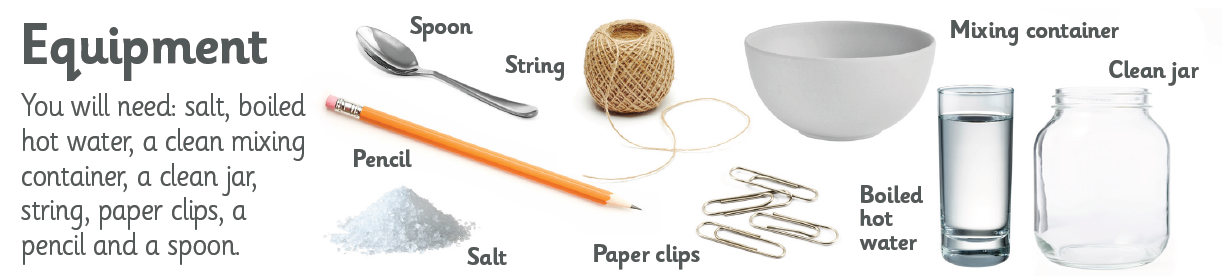 Equipment
You will need: salt, boiled
hot water, a clean mixing
container, a clean jar,
string, paper clips, a
pencil and a spoon.
Spoon
String
Mixing container
Clean jar
Pencil
Salt
Paper clips
Boiled
hot
water